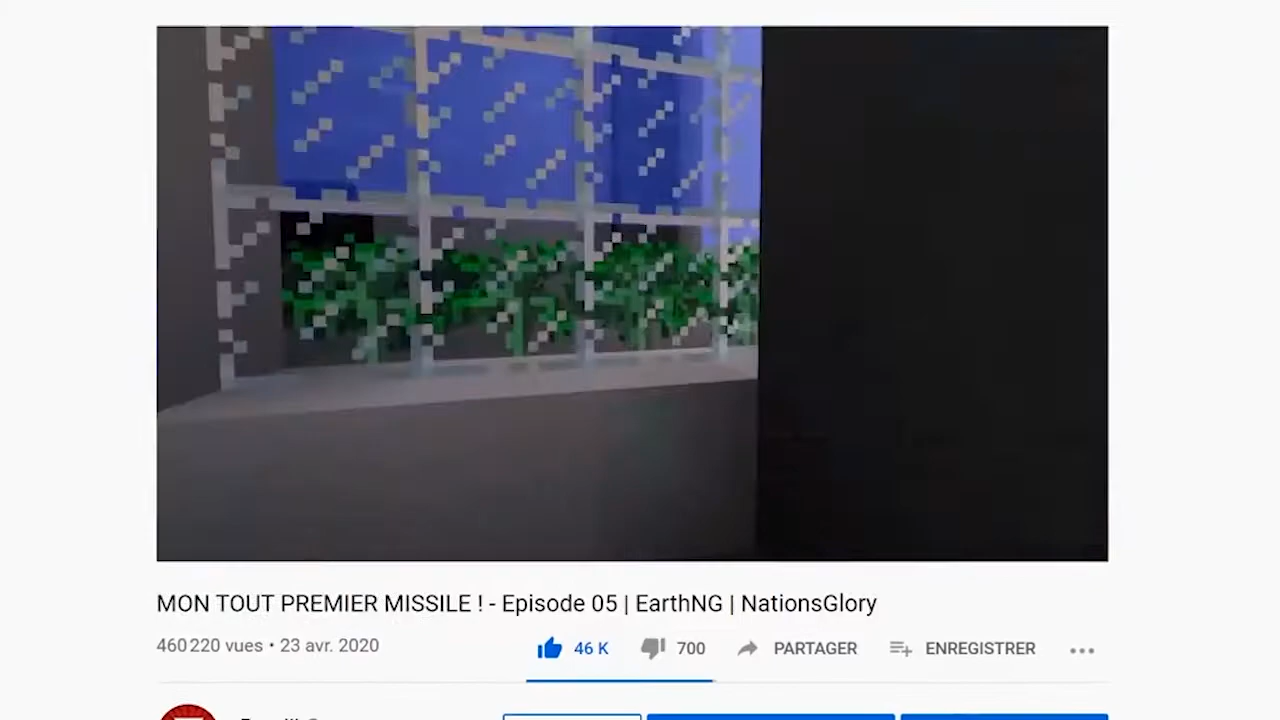 MON TOUT PREMIER MISSILE ! - Episode 05 | EarthNG | NationsGlory
460 220 vues • 23 avr. 2020
46 K
700
PARTAGER
ENREGISTRER